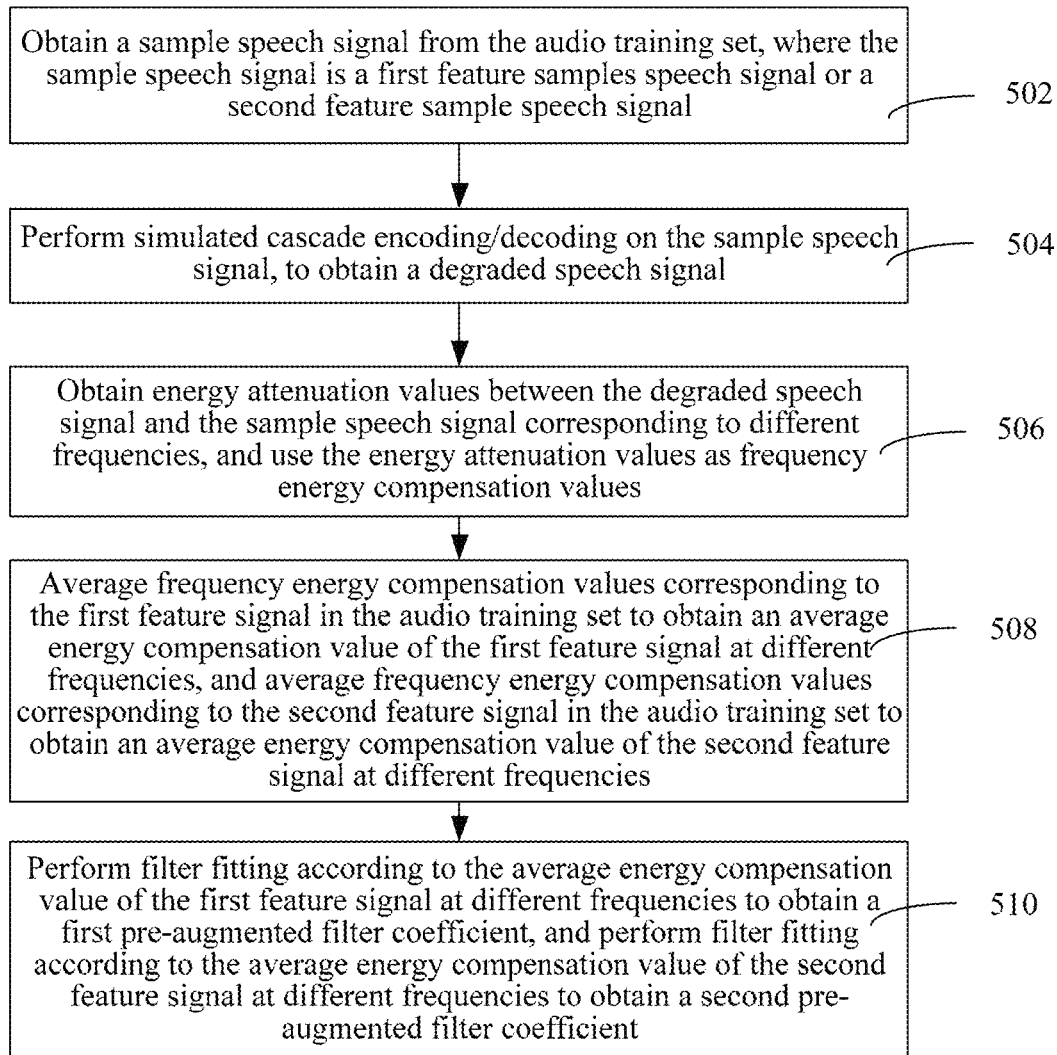 Obtain a sample speech signal from the audio training set, where the
sample speech signal is a first feature samples speech signal or a
second feature sample speech signal
502
Perform simulated cascade encoding/decoding on the sample speech
signal, to obtain a degraded speech signal
504
Obtain energy attenuation values between the degraded speech
signal and the sample speech signal corresponding to different
frequencies, and use the energy attenuation values as frequency
energy compensation values
506
Average frequency energy compensation values corresponding to
the first feature signal in the audio training set to obtain an average
energy compensation value of the first feature signal at different
frequencies, and average frequency energy compensation values
corresponding to the second feature signal in the audio training set to
obtain an average energy compensation value of the second feature
signal at different frequencies
508
Perform filter fitting according to the average energy compensation
value of the first feature signal at different frequencies to obtain a
first pre-augmented filter coefficient, and perform filter fitting
according to the average energy compensation value of the second
feature signal at different frequencies to obtain a second pre-
augmented filter coefficient
510